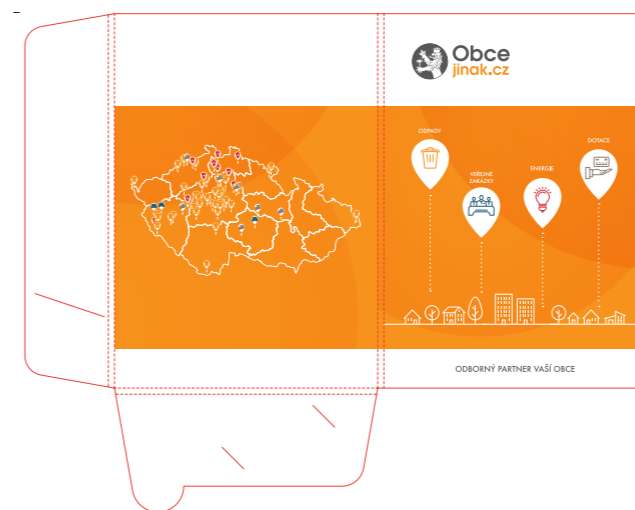 Obce
jinak.cz
ODPADY
VEŘEJNÉ
ZAKÁZKY
ENERGIE
DOTACE
ODBORNÝ PARTNER VAŠÍ OBCE